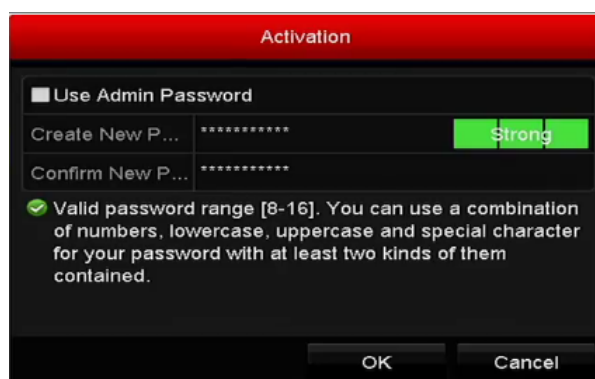 Activation
Use Admin Password
Create New P... *********** Strong
Confirm New P... ***********
Valid password range [8-16]. You can use a combination
of numbers, lowercase, uppercase and special character
for your password with at least two kinds of them
contained.
OK Cancel